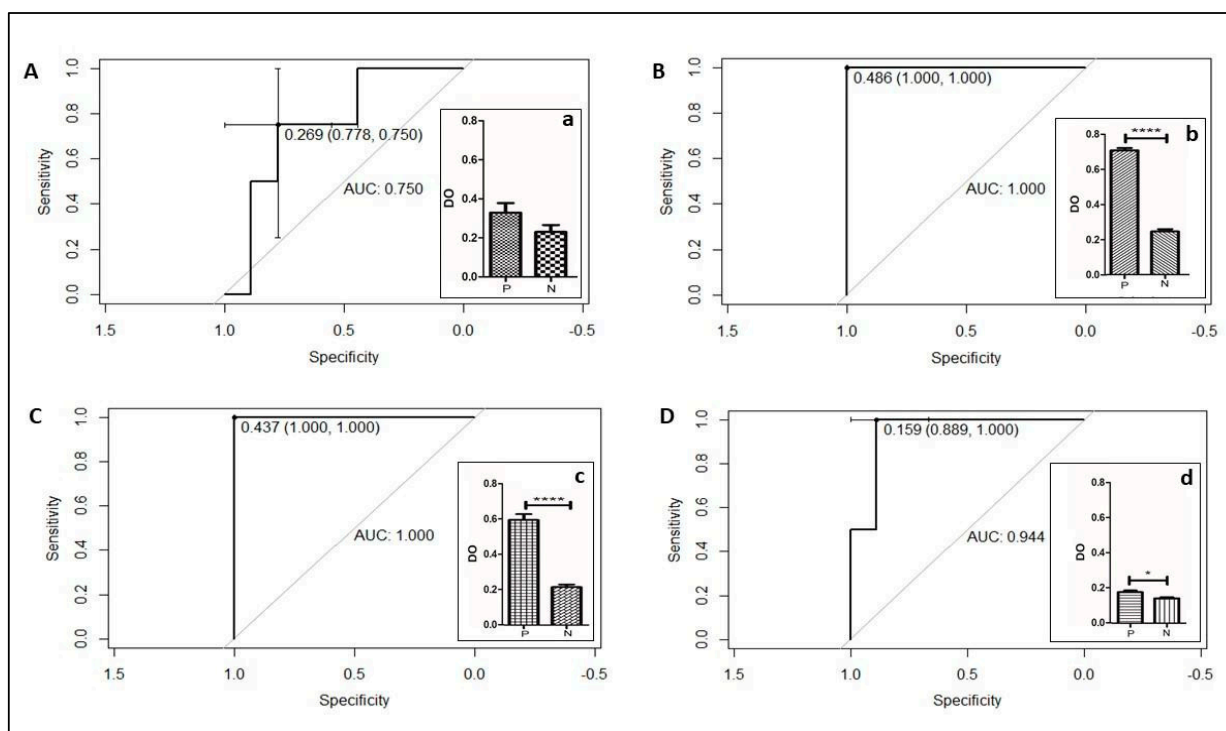 A
Sensitivity
1.0
0.8
0.6
0.4
0.2
0.0
0.269 (0.778, 0.750)
AUC: 0.750
1.5 1.0 0.5 0.0 -0.5
Specificity
a
DO
0.8
0.6
0.4
0.2
0.0
P N
B
Sensitivity
1.0
0.8
0.6
0.4
0.2
0.0
0.486 (1.000, 1.000)
AUC: 1.000
1.5 1.0 0.5 0.0 -0.5
Specificity
b
****
DO
0.8
0.6
0.4
0.2
0.0
P N
C
Sensitivity
1.0
0.8
0.6
0.4
0.2
0.0
0.437 (1.000, 1.000)
AUC: 1.000
1.5 1.0 0.5 0.0 -0.5
Specificity
c
****
DO
0.8
0.6
0.4
0.2
0.0
P N
D
Sensitivity
1.0
0.8
0.6
0.4
0.2
0.0
0.159 (0.889, 1.000)
AUC: 0.944
1.5 1.0 0.5 0.0 -0.5
Specificity
d
*
DO
0.8
0.6
0.4
0.2
0.0
P N